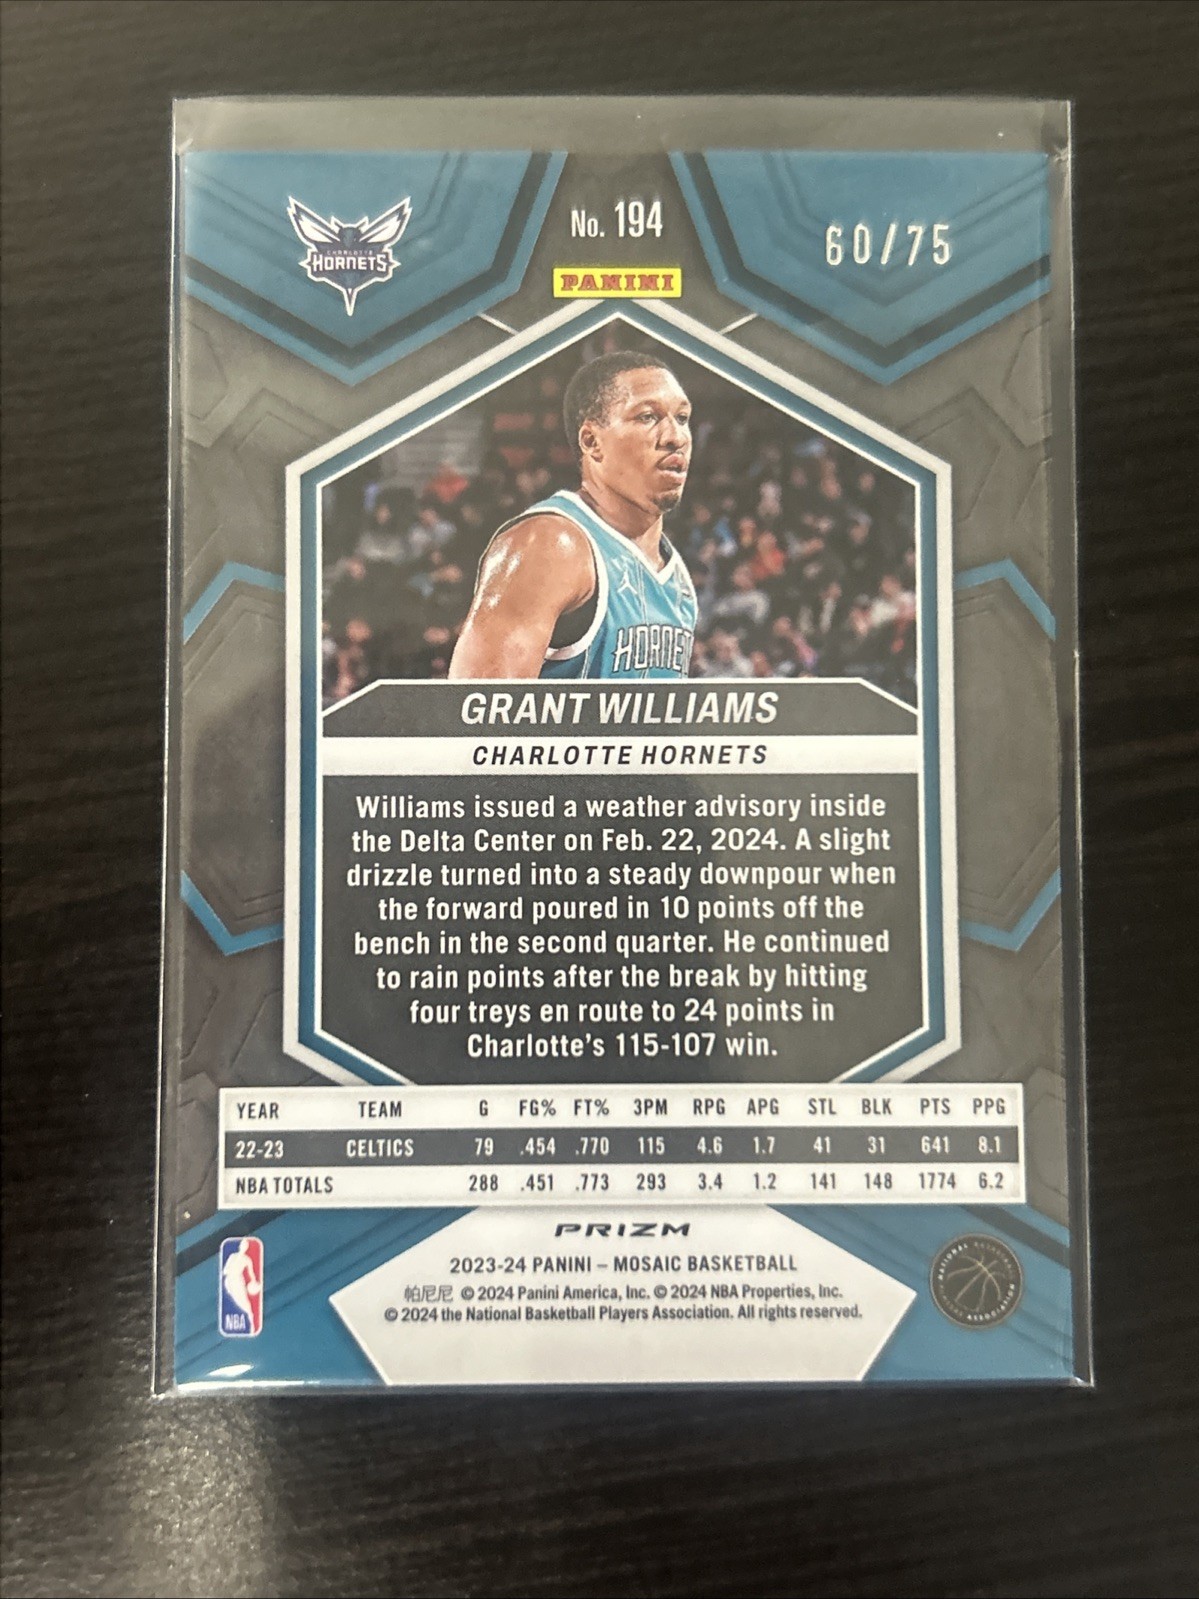 CHARLOTTE
HORNETS
No. 194
60/75
PANINI
HORNE
GRANT WILLIAMS
CHARLOTTE HORNETS
Williams issued a weather advisory inside
the Delta Center on Feb. 22, 2024. A slight
drizzle turned into a steady downpour when
the forward poured in 10 points off the
bench in the second quarter. He continued
to rain points after the break by hitting
four treys en route to 24 points in
Charlotte's 115-107 win.
YEAR TEAM G FG% FT% 3PM RPG APG STL BLK PTS PPG
22-23 CELTICS 79 .454 .770 115 4.6 1.7 41 31 641 8.1
NBA TOTALS 288 .451 .773 293 3.4 1.2 141 148 1774 6.2
PRIZM
2023-24 PANINI – MOSAIC BASKETBALL
帕尼尼 © 2024 Panini America, Inc. © 2024 NBA Properties, Inc.
© 2024 the National Basketball Players Association. All rights reserved.
NBA
NATIONAL BASKETBALL PLAYERS ASSOCIATION